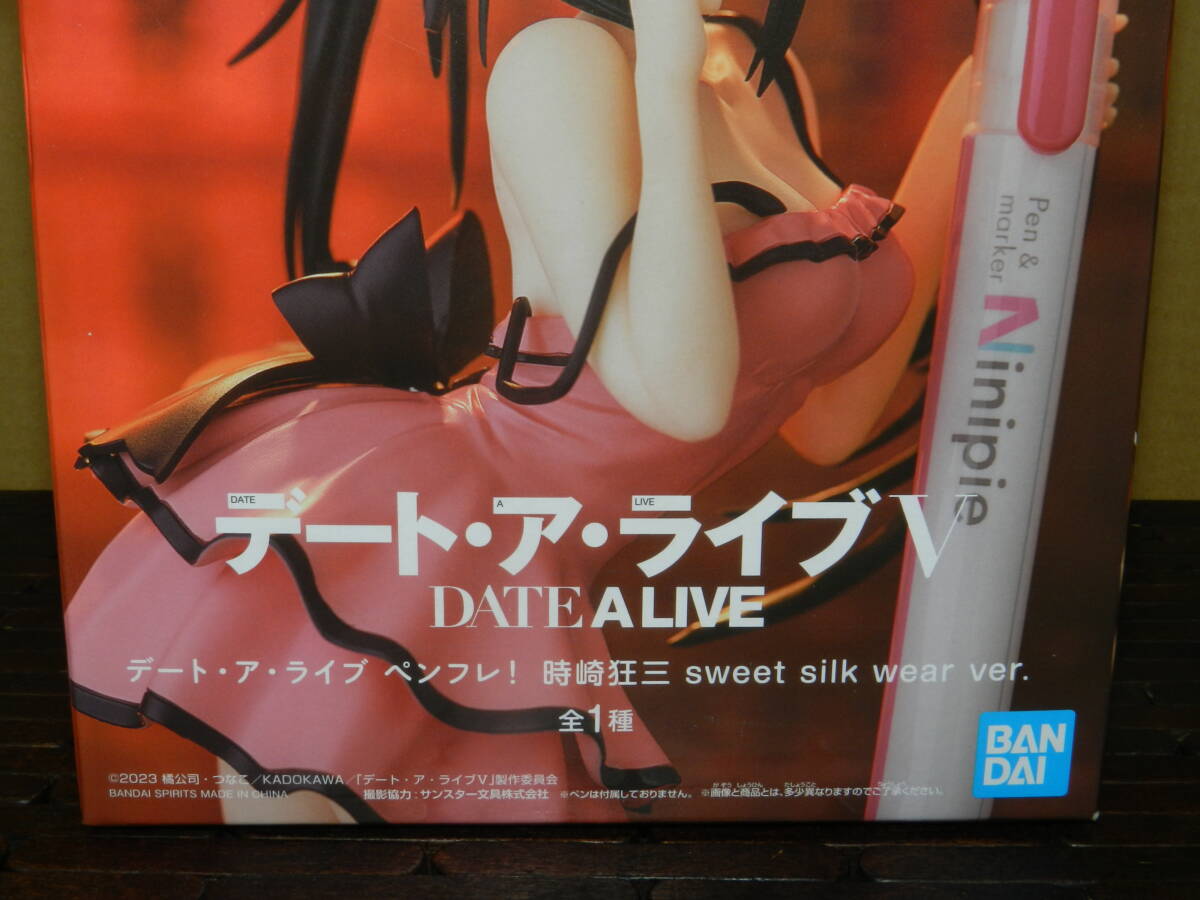 Pen &
marker
Ninipie
DATE A LIVE
デート・ア・ライブⅤ
DATE A LIVE
デート・ア・ライブ ペンフレ! 時崎狂三 sweet silk wear ver.
全1種
BAN
DAI
©2023 橘公司・つなこ/KADOKAWA/「デート・ア・ライブⅤ」製作委員会
BANDAI SPIRITS MADE IN CHINA
撮影協力:サンスター文具株式会社 ※ペンは付属しておりません。 ※画像と商品とは、多少異なりますのでご了承ください。